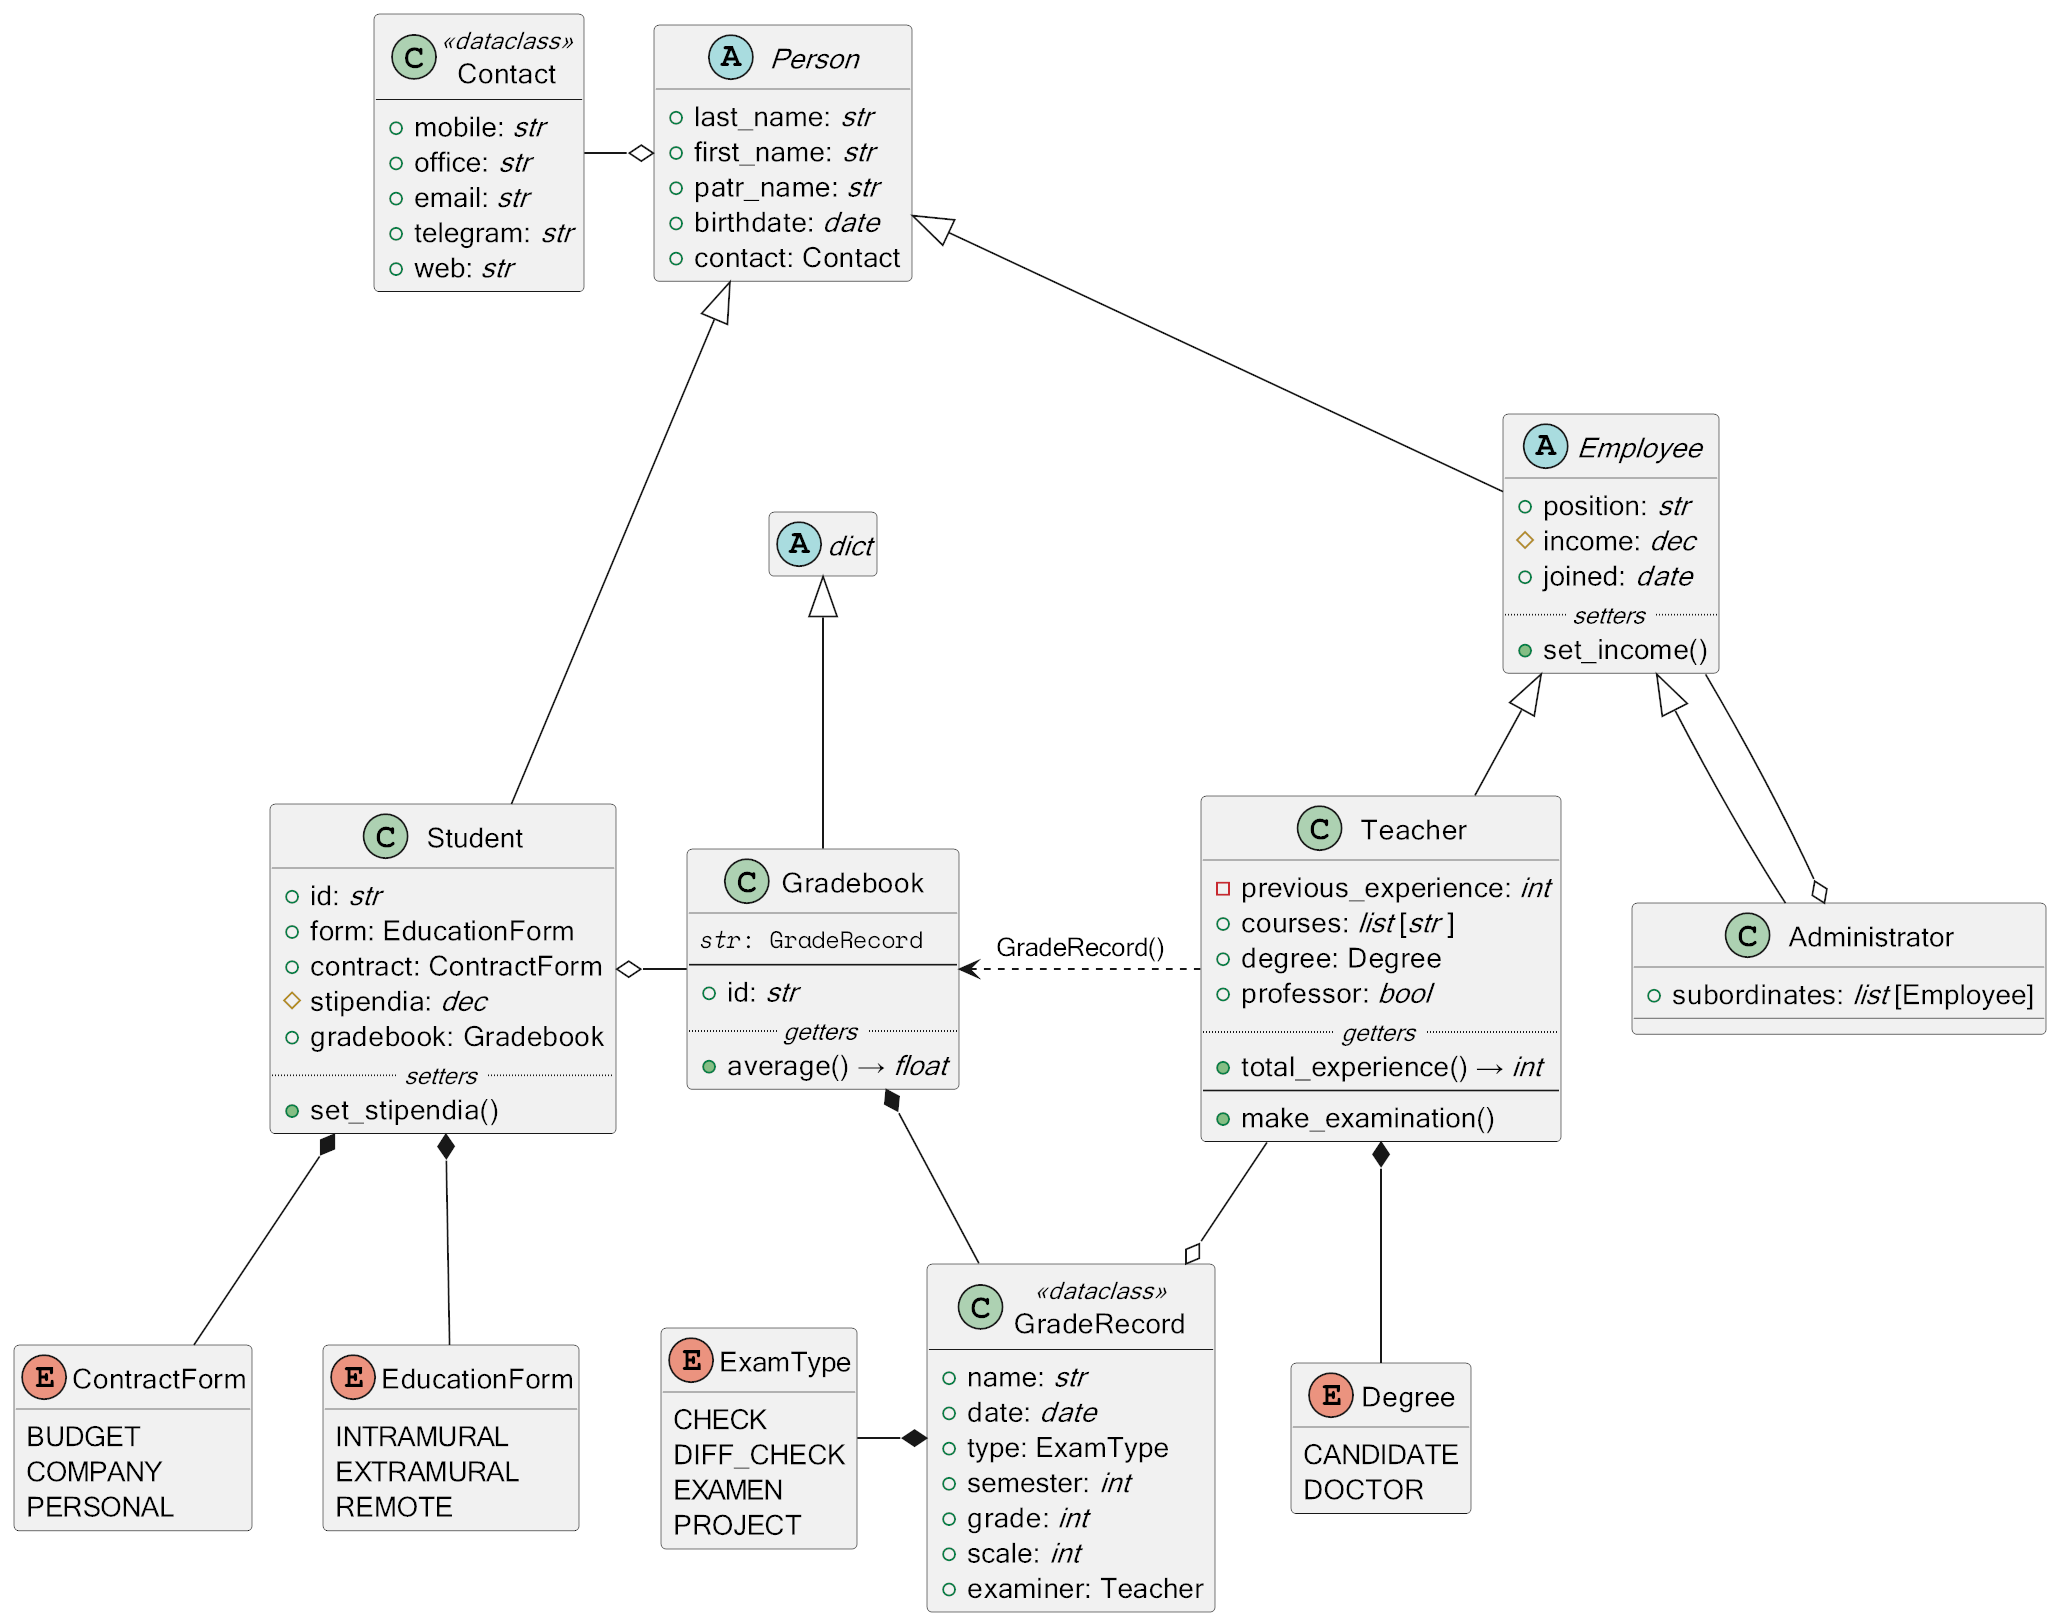 C «dataclass»
Contact
mobile: str
office: str
email: str
telegram: str
web: str
A Person
last_name: str
first_name: str
patr_name: str
birthdate: date
contact: Contact
A Employee
position: str
income: dec
joined: date
setters
set_income()
A dict
C Student
id: str
form: EducationForm
contract: ContractForm
stipendia: dec
gradebook: Gradebook
setters
set_stipendia()
C Gradebook
str: GradeRecord
id: str
getters
average() → float
GradeRecord()
C Teacher
previous_experience: int
courses: list[str]
degree: Degree
professor: bool
getters
total_experience() → int
make_examination()
C Administrator
subordinates: list[Employee]
E ContractForm
BUDGET
COMPANY
PERSONAL
E EducationForm
INTRAMURAL
EXTRAMURAL
REMOTE
E ExamType
CHECK
DIFF_CHECK
EXAMEN
PROJECT
C «dataclass»
GradeRecord
name: str
date: date
type: ExamType
semester: int
grade: int
scale: int
examiner: Teacher
E Degree
CANDIDATE
DOCTOR